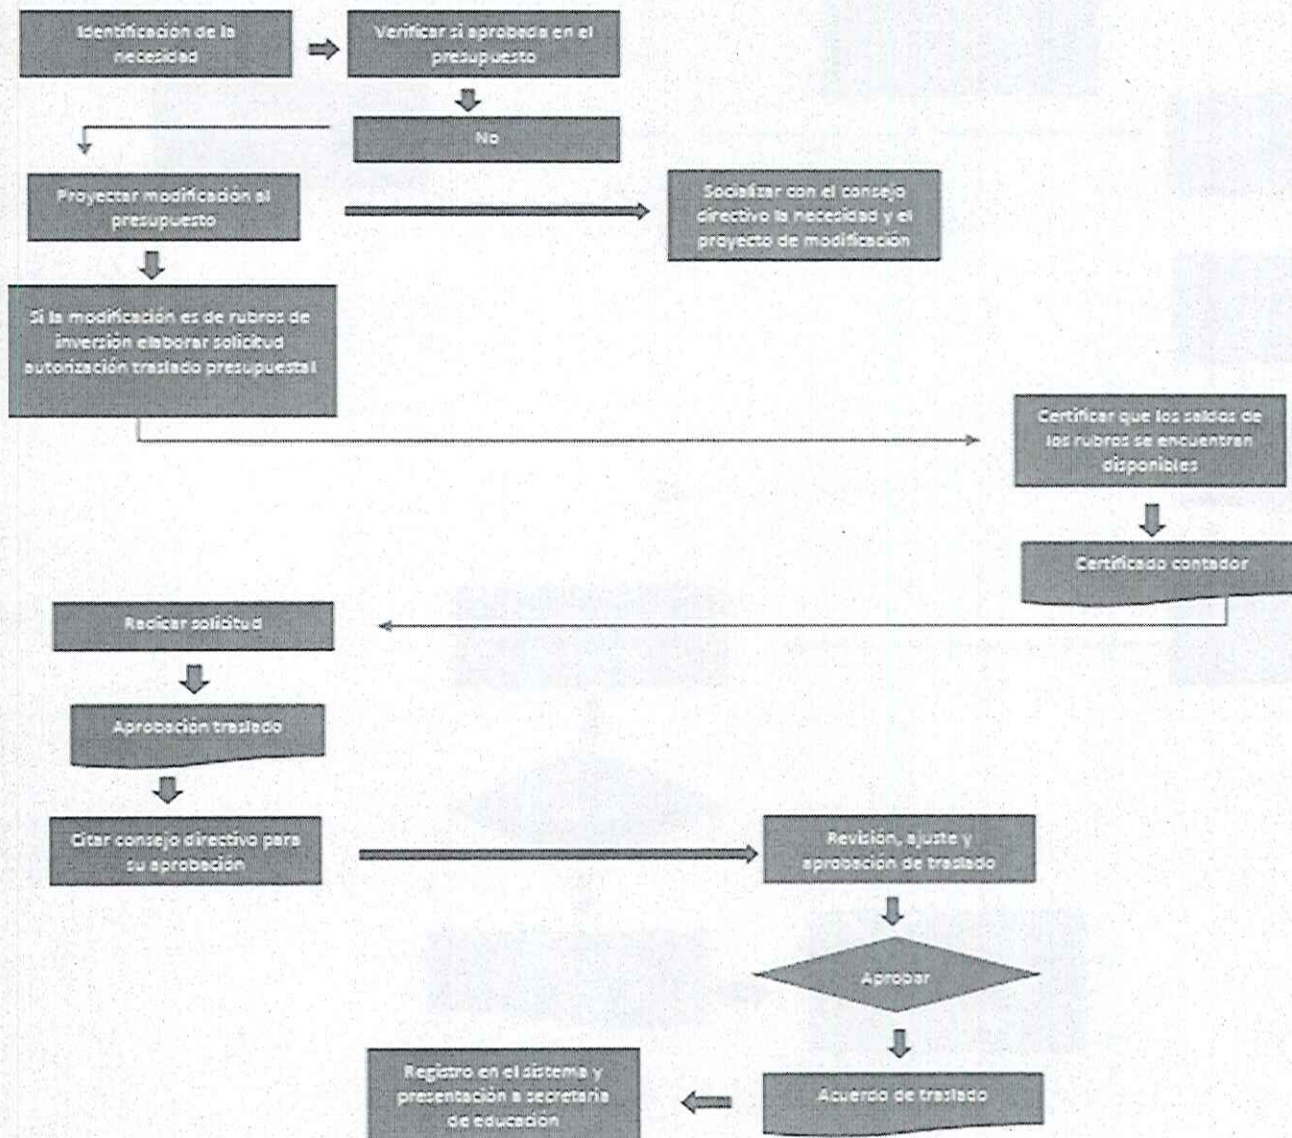 Identificación de la
necesidad
Verificar si aprobada en el
presupuesto
No
Proyectar modificación al
presupuesto
Socializar con el consejo
directivo la necesidad y el
proyecto de modificación
Si la modificación es de rubros de
inversión elaborar solicitud
autorización traslado presupuestal
Certificar que los saldos de
los rubros se encuentran
disponibles
Certificado contador
Radicar solicitud
Aprobación traslado
Citar consejo directivo para
su aprobación
Revisión, ajuste y
aprobación de traslado
Aprobar
Acuerdo de traslado
Registro en el sistema y
presentación a secretaria
de educación